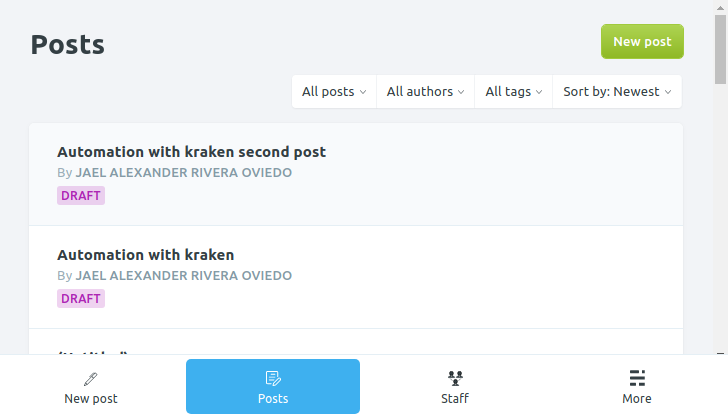 Posts
New post
All posts
All authors
All tags
Sort by: Newest
Automation with kraken second post
By JAEL ALEXANDER RIVERA OVIEDO
DRAFT
Automation with kraken
By JAEL ALEXANDER RIVERA OVIEDO
DRAFT
New post
Posts
Staff
More